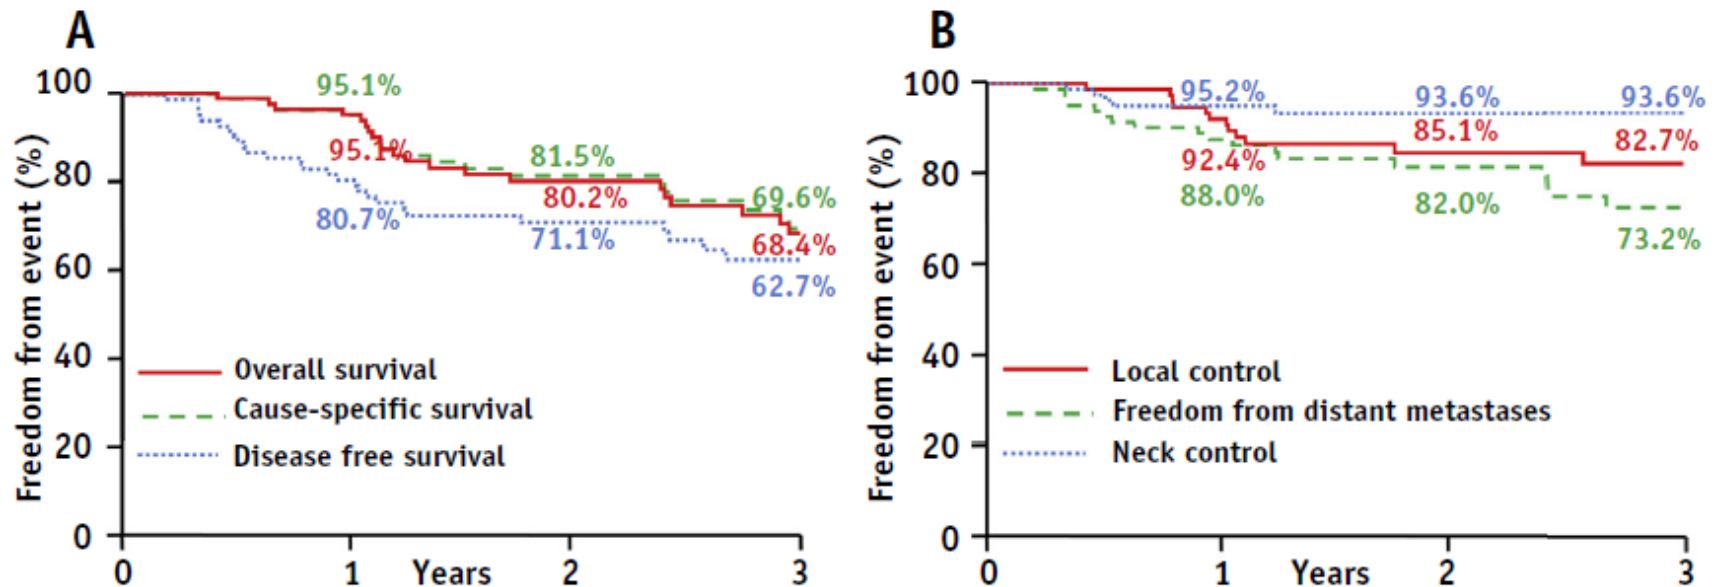 A
Freedom from event (%)
100
80
60
40
20
0
95.1%
95.1%
80.7%
81.5%
80.2%
71.1%
69.6%
68.4%
62.7%
Overall survival
Cause-specific survival
Disease free survival
0 1 Years 2 3
B
Freedom from event (%)
100
80
60
40
20
0
95.2%
92.4%
88.0%
93.6%
85.1%
82.0%
93.6%
82.7%
73.2%
Local control
Freedom from distant metastases
Neck control
0 1 Years 2 3